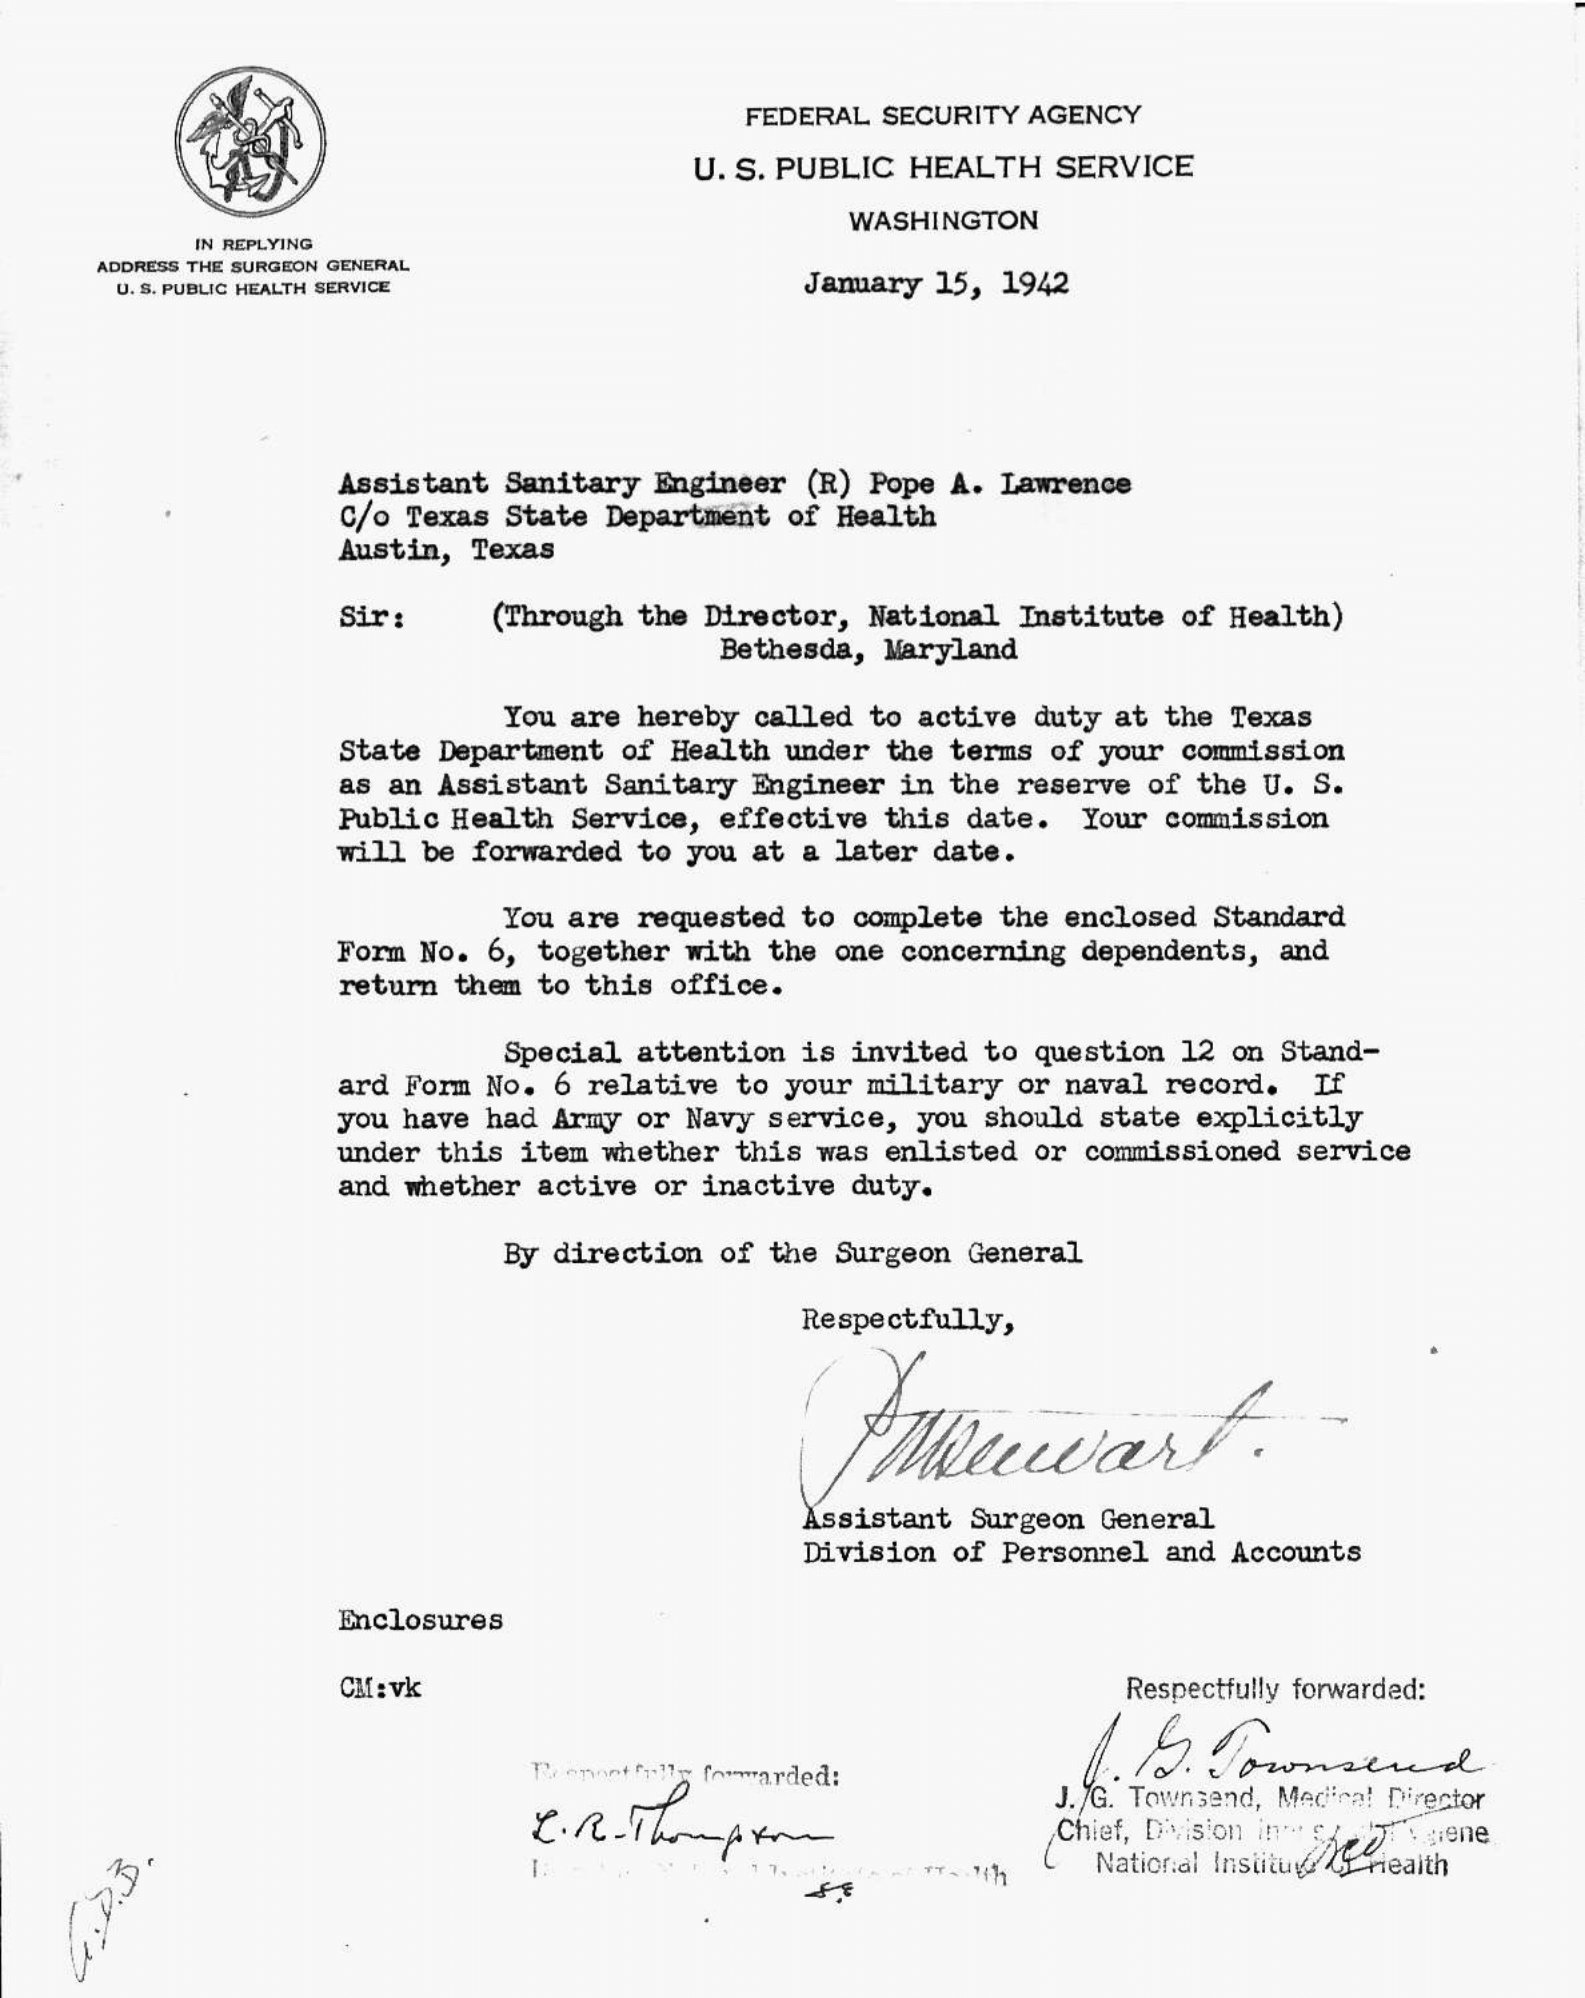 FEDERAL SECURITY AGENCY
U. S. PUBLIC HEALTH SERVICE
WASHINGTON
IN REPLYING
ADDRESS THE SURGEON GENERAL
U. S. PUBLIC HEALTH SERVICE
January 15, 1942
Assistant Sanitary Engineer (R) Pope A. Lawrence
C/o Texas State Department of Health
Austin, Texas
Sir: (Through the Director, National Institute of Health)
Bethesda, Maryland
You are hereby called to active duty at the Texas
State Department of Health under the terms of your commission
as an Assistant Sanitary Engineer in the reserve of the U. S.
Public Health Service, effective this date. Your commission
will be forwarded to you at a later date.
You are requested to complete the enclosed Standard
Form No. 6, together with the one concerning dependents, and
return them to this office.
Special attention is invited to question 12 on Stand-
ard Form No. 6 relative to your military or naval record. If
you have had Army or Navy service, you should state explicitly
under this item whether this was enlisted or commissioned service
and whether active or inactive duty.
By direction of the Surgeon General
Respectfully,
Assistant Surgeon General
Division of Personnel and Accounts
Enclosures
CM:vk
Respectfully forwarded:
J. G. Townsend
J. G. Townsend, Medical Director
Chief, Division
National Institute of Health
Respectfully forwarded:
L. R. Thompson
Health